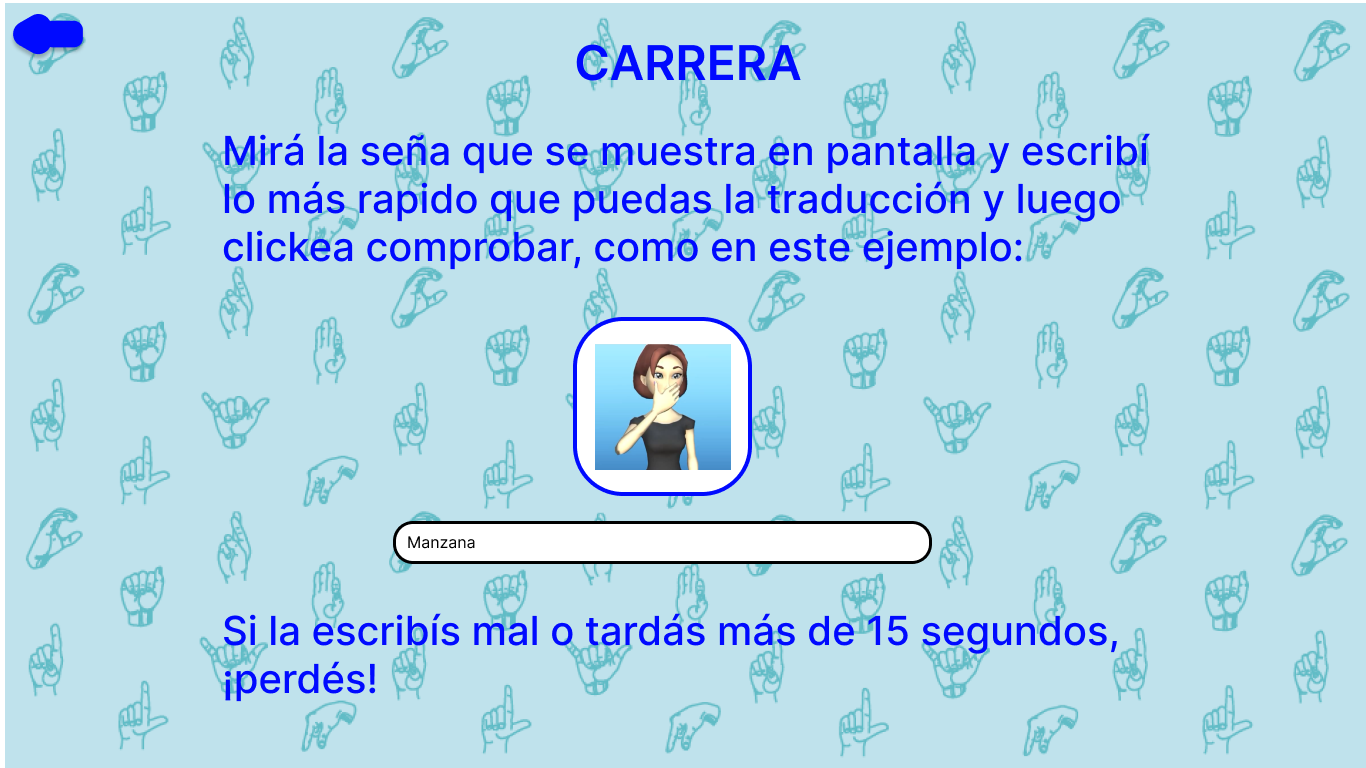 CARRERA
Mirá la seña que se muestra en pantalla y escribí
lo más rapido que puedas la traducción y luego
clickea comprobar, como en este ejemplo:
Manzana
Si la escribís mal o tardás más de 15 segundos,
¡perdés!